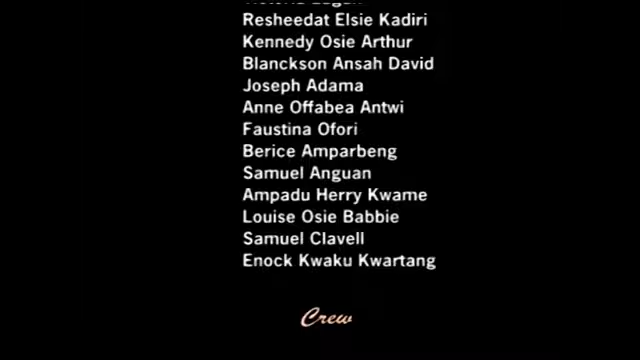 Resheedat Elsie Kadiri
Kennedy Osie Arthur
Blanckson Ansah David
Joseph Adama
Anne Offabea Antwi
Faustina Ofori
Berice Amparbeng
Samuel Anguan
Ampadu Herry Kwame
Louise Osie Babbie
Samuel Clavell
Enock Kwaku Kwartang
Crew